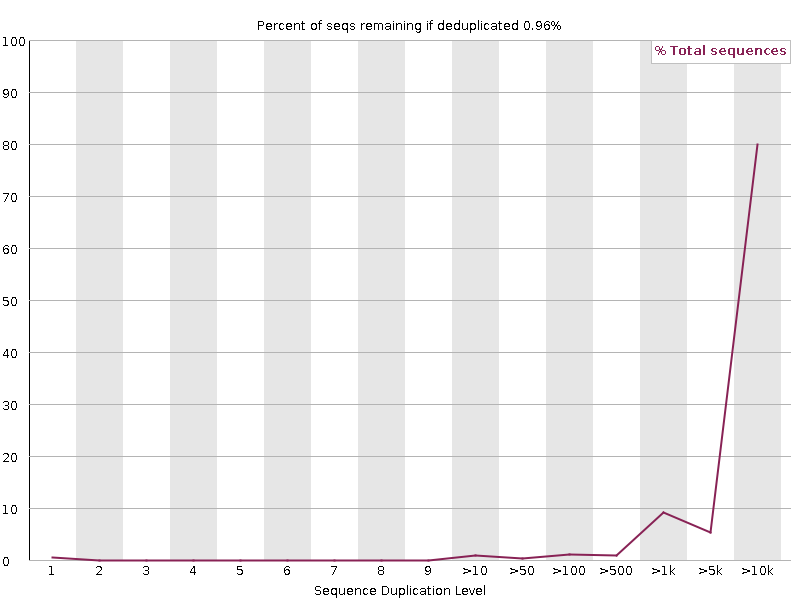 Percent of seqs remaining if deduplicated 0.96%
% Total sequences
100
90
80
70
60
50
40
30
20
10
0
1 2 3 4 5 6 7 8 9 >10 >50 >100 >500 >1k >5k >10k
Sequence Duplication Level